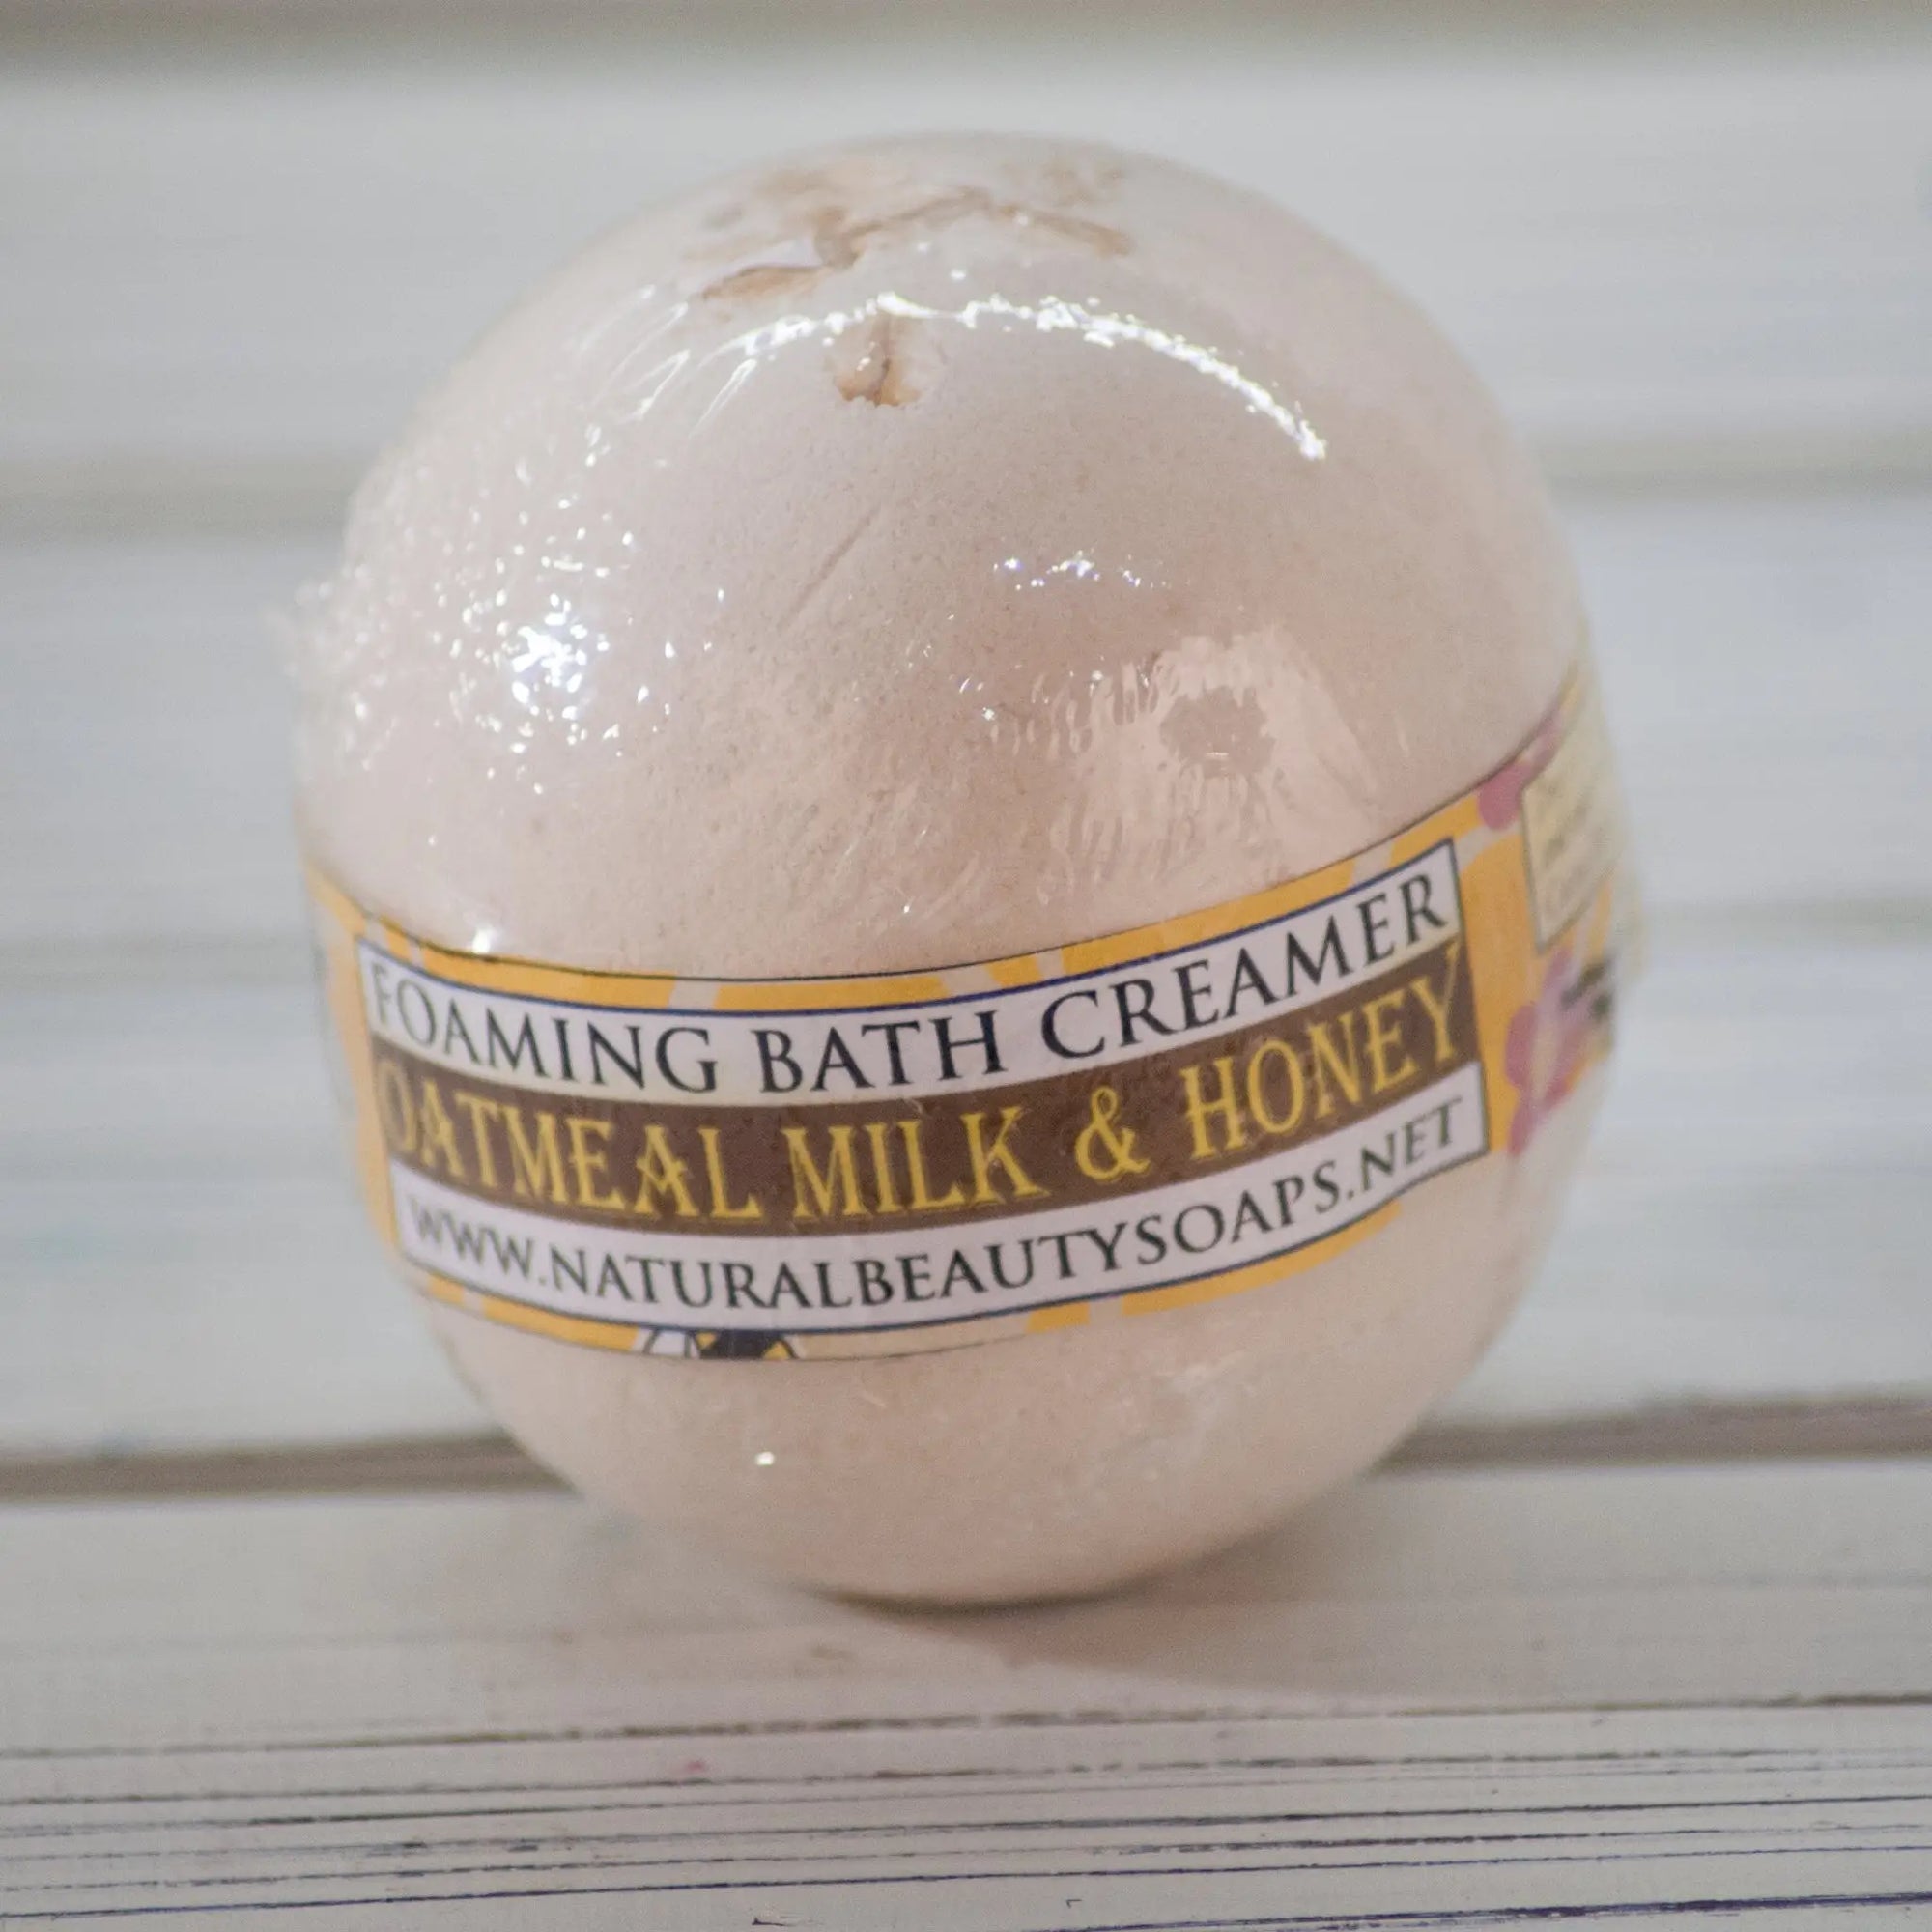 FOAMING BATH CREAMER
OATMEAL MILK & HONEY
WWW.NATURALBEAUTYSOAPS.NET